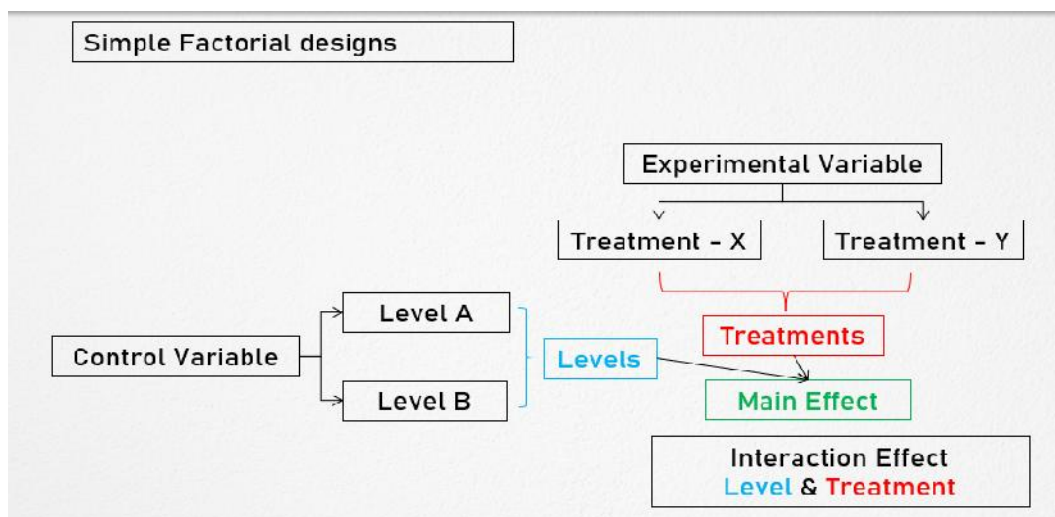 Simple Factorial designs
Experimental Variable
Treatment - X
Treatment - Y
Level A
Treatments
Control Variable
Levels
Level B
Main Effect
Interaction Effect
Level & Treatment